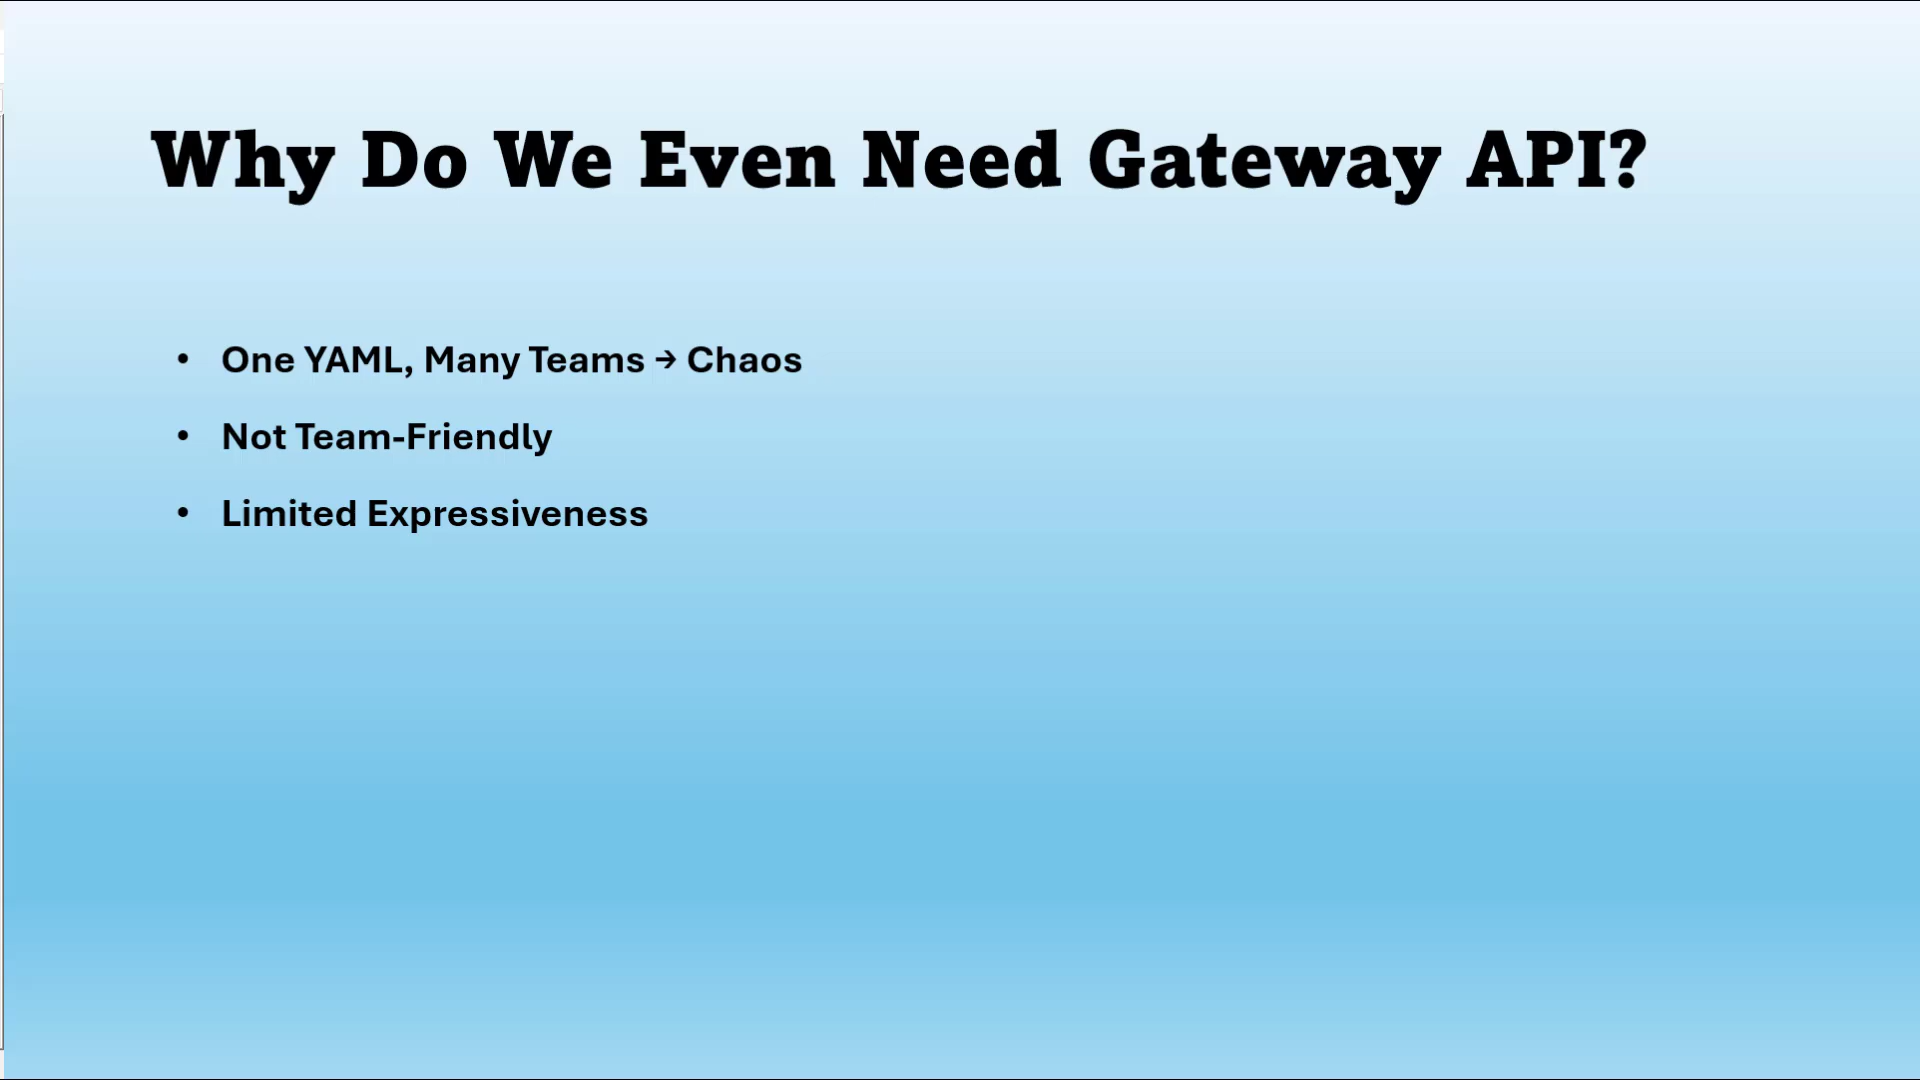 Why Do We Even Need Gateway API?
• One YAML, Many Teams → Chaos
• Not Team-Friendly
• Limited Expressiveness